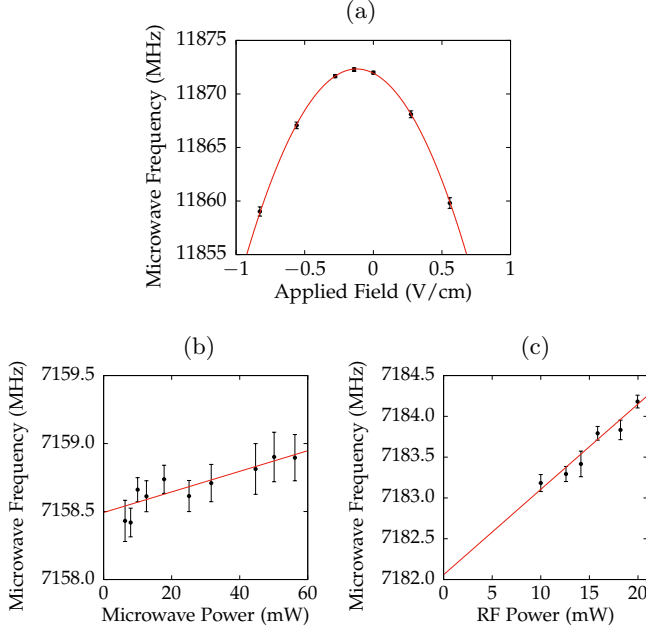 (a)
Microwave Frequency (MHz)
11875
11870
11865
11860
11855
−1 −0.5 0 0.5 1
Applied Field (V/cm)
(b)
Microwave Frequency (MHz)
7159.5
7159.0
7158.5
7158.0
0 20 40 60
Microwave Power (mW)
(c)
Microwave Frequency (MHz)
7184.5
7184.0
7183.5
7183.0
7182.5
7182.0
0 5 10 15 20
RF Power (mW)